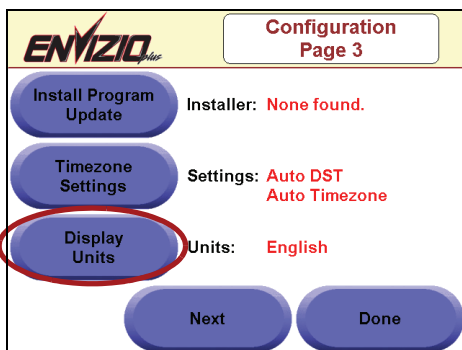 ENVIZIO plus
Configuration
Page 3
Install Program
Update
Installer: None found.
Timezone
Settings
Settings: Auto DST
Auto Timezone
Display
Units
Units: English
Next
Done